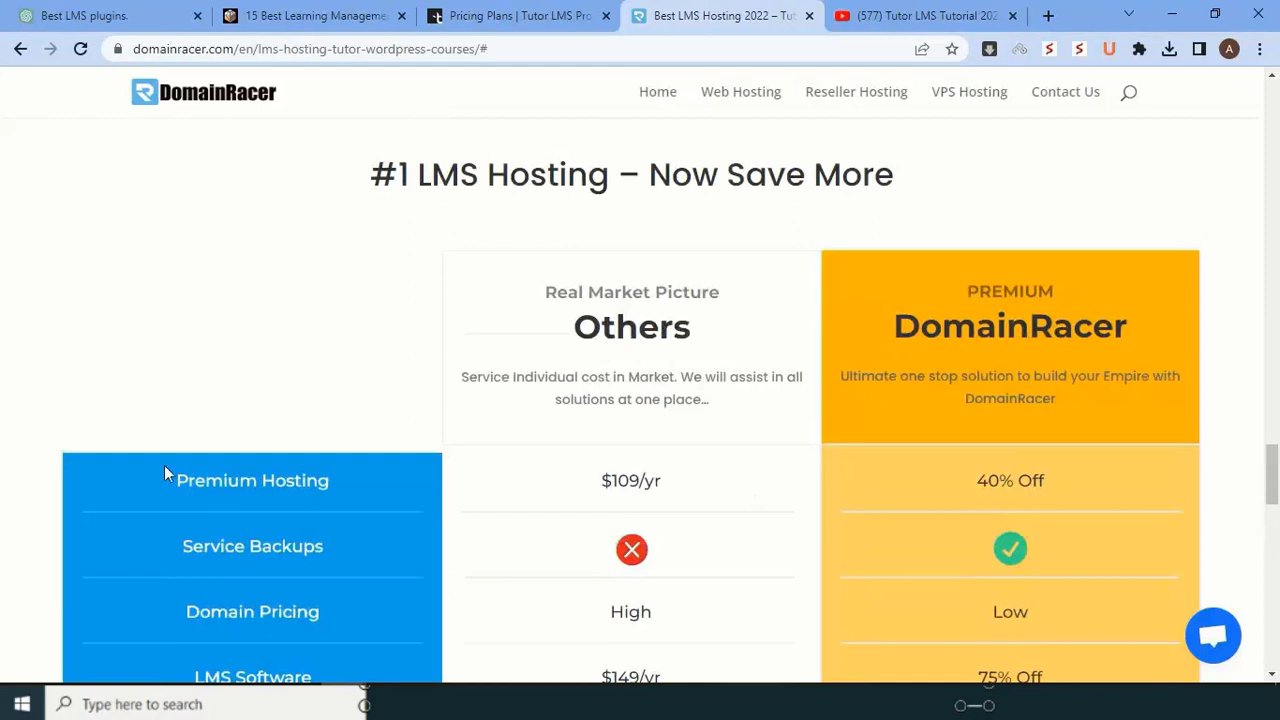 Best LMS plugins.
15 Best Learning Manageme
Pricing Plans | Tutor LMS Pro
Best LMS Hosting 2022 – Tu
(577) Tutor LMS Tutorial 202
domainracer.com/en/lms-hosting-tutor-wordpress-courses/#
A
DomainRacer
Home
Web Hosting
Reseller Hosting
VPS Hosting
Contact Us
#1 LMS Hosting – Now Save More
Real Market Picture
Others
Service Individual cost in Market. We will assist in all
solutions at one place...
PREMIUM
DomainRacer
Ultimate one stop solution to build your Empire with
DomainRacer
Premium Hosting
$109/yr
40% Off
Service Backups
Domain Pricing
High
Low
LMS Software
$149/yr
75% Off
Type here to search